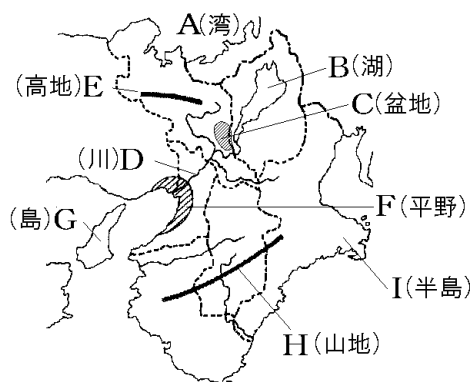 A(湾)
B(湖)
(高地)E
C(盆地)
(川)D
F(平野)
(島)G
I(半島)
H(山地)